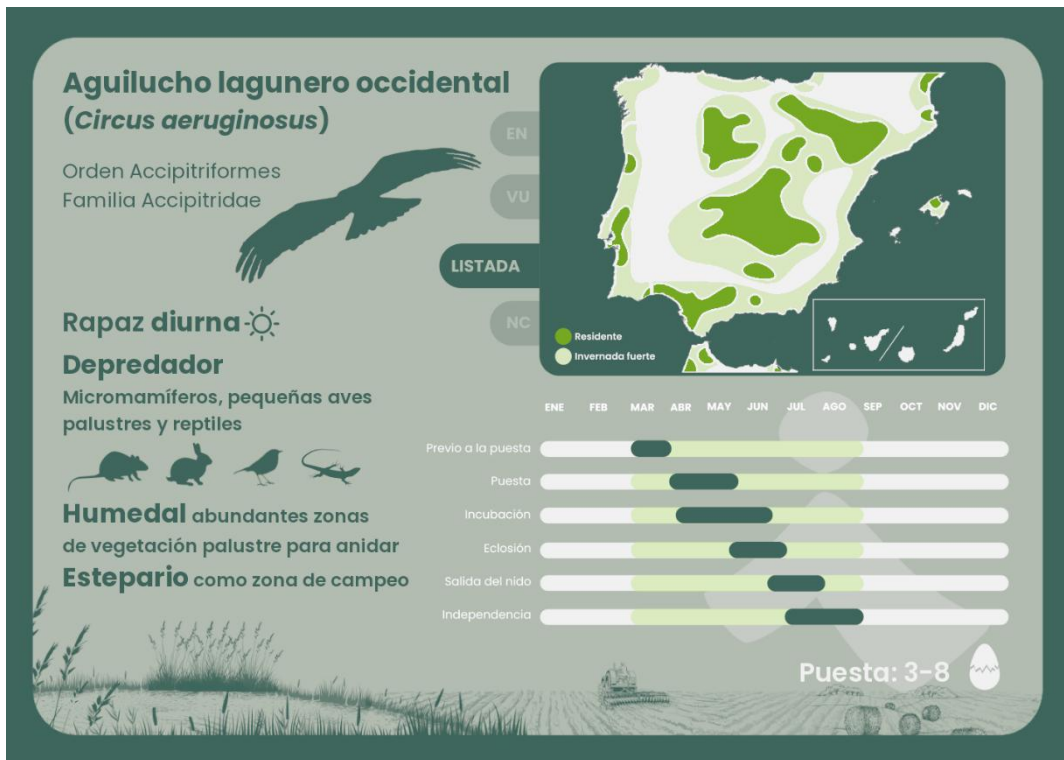 Aguilucho lagunero occidental
(Circus aeruginosus)
Orden Accipitriformes
Familia Accipitridae
EN
VU
LISTADA
NC
Rapaz diurna
Depredador
Micromamíferos, pequeñas aves
palustres y reptiles
Humedal abundantes zonas
de vegetación palustre para anidar
Estepario como zona de campeo
Residente
Invernada fuerte
ENE FEB MAR ABR MAY JUN JUL AGO SEP OCT NOV DIC
Previo a la puesta
Puesta
Incubación
Eclosión
Salida del nido
Independencia
Puesta: 3-8